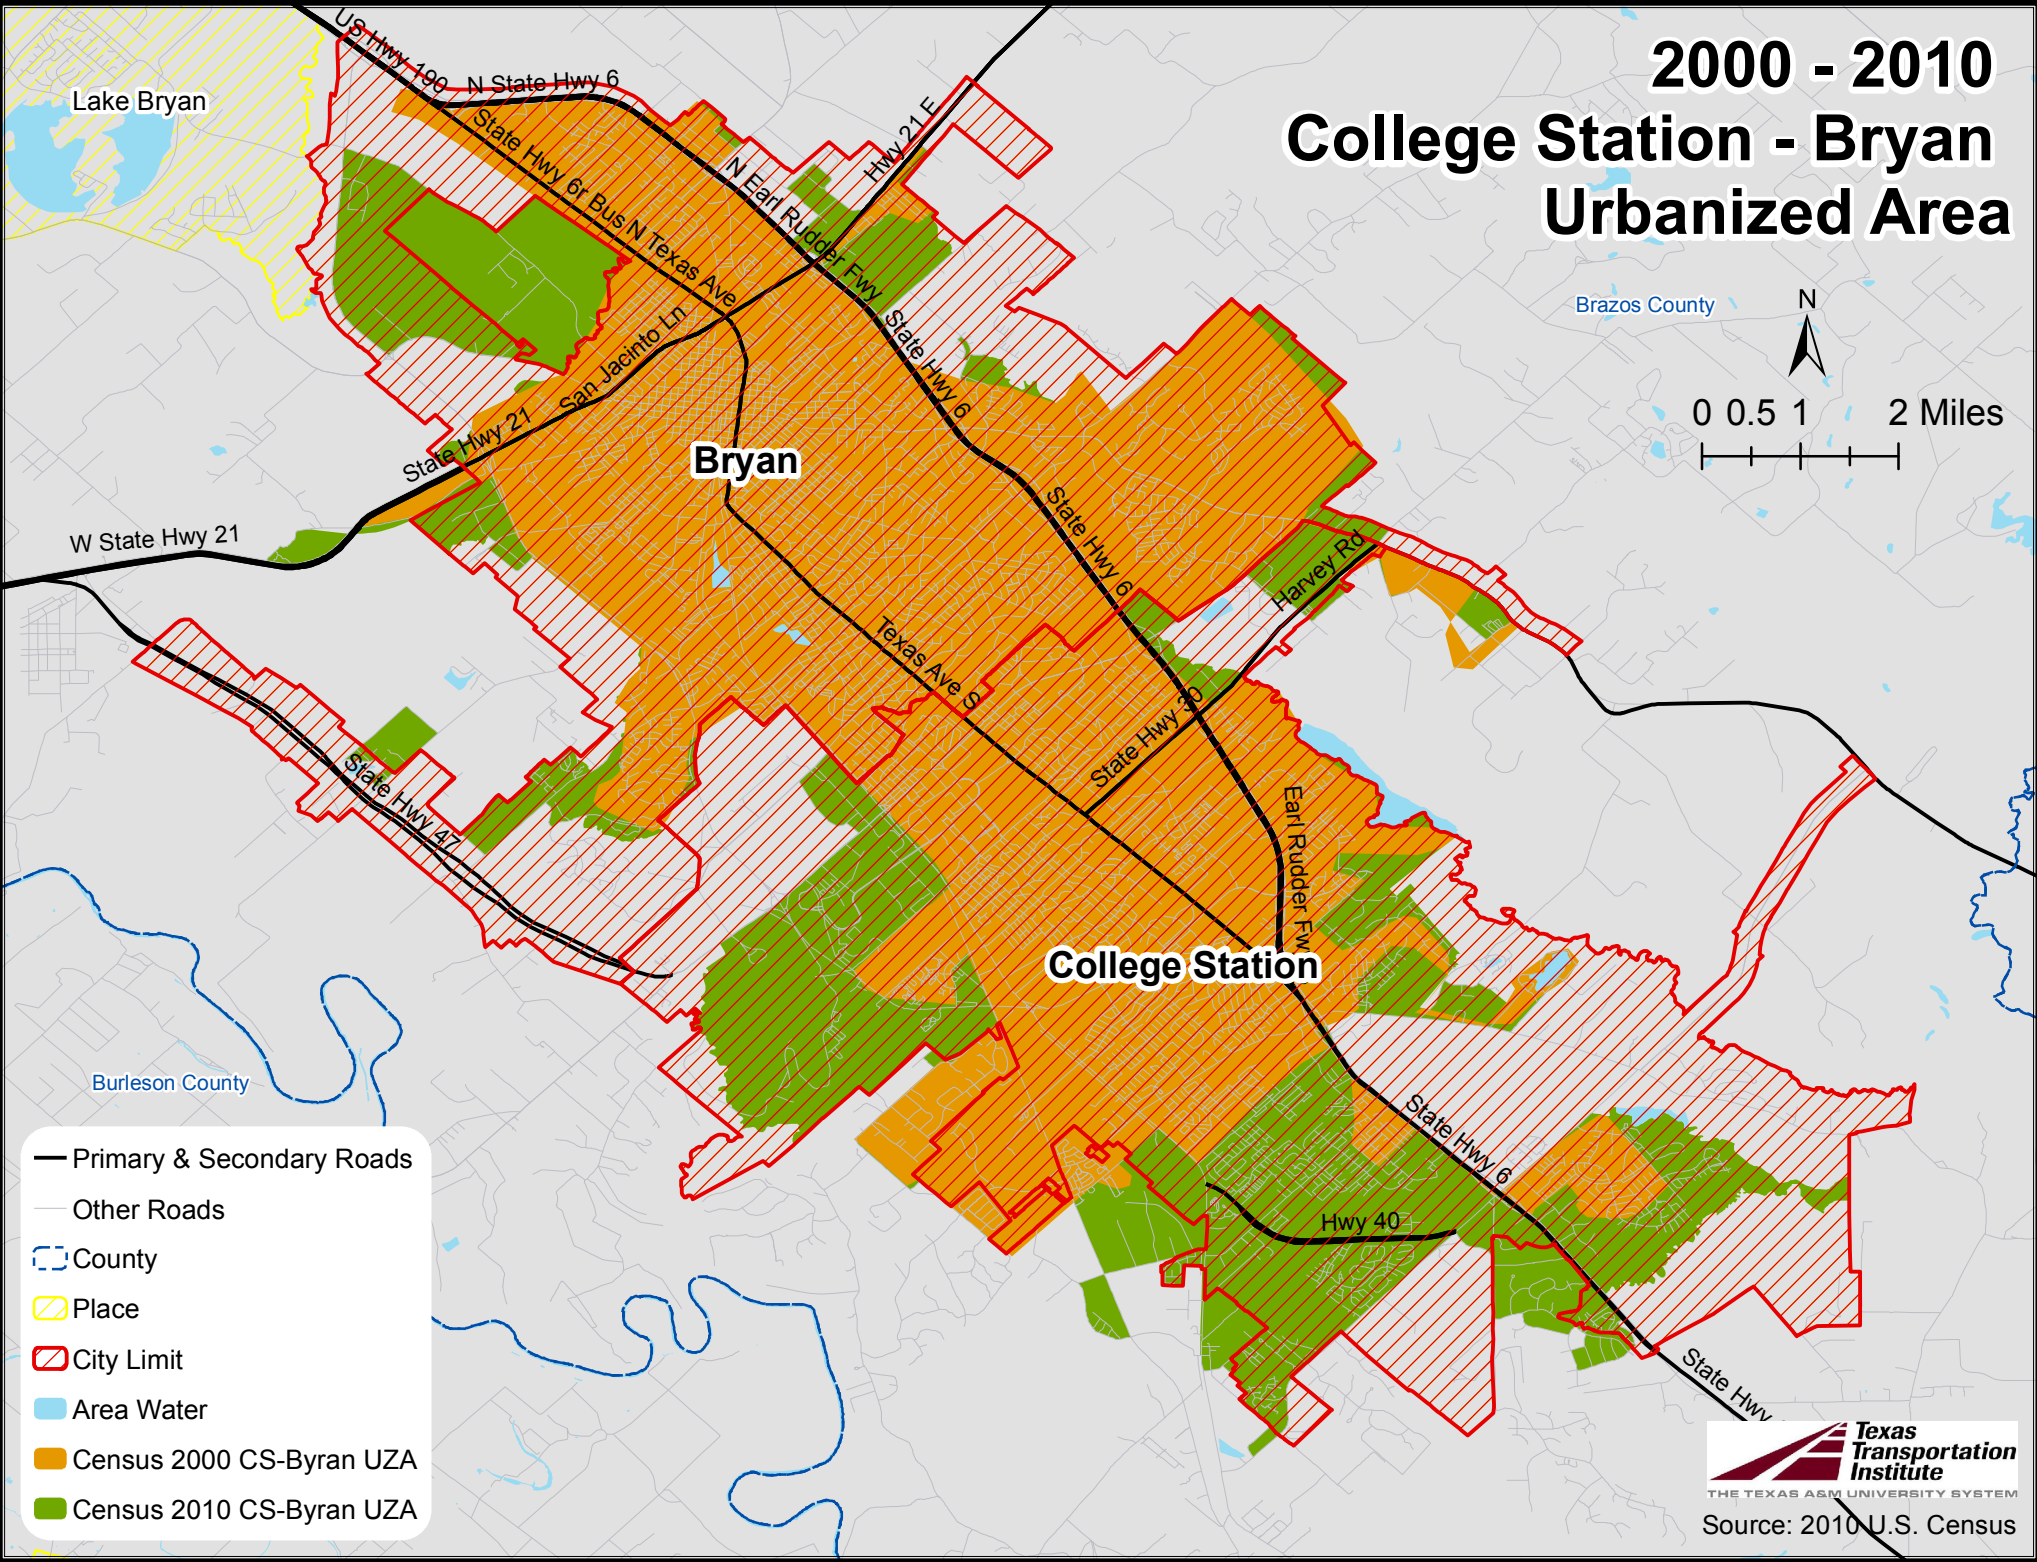 2000 - 2010
College Station - Bryan
Urbanized Area
US Hwy 190
N State Hwy 6
Lake Bryan
State Hwy 6r Bus N Texas Ave
N Earl Rudder Fwy
Hwy 21 E
Brazos County
N
0 0.5 1 2 Miles
State Hwy 6
San Jacinto Ln
State Hwy 21
Bryan
W State Hwy 21
State Hwy 6
Harvey Rd
Texas Ave S
State Hwy 30
State Hwy 47
Earl Rudder Fw
College Station
Burleson County
State Hwy 6
Hwy 40
State Hwy
Primary & Secondary Roads
Other Roads
County
Place
City Limit
Area Water
Census 2000 CS-Byran UZA
Census 2010 CS-Byran UZA
Texas
Transportation
Institute
THE TEXAS A&M UNIVERSITY SYSTEM
Source: 2010 U.S. Census